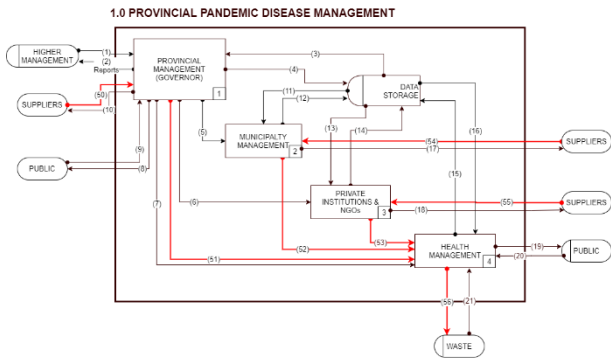 1.0 PROVINCIAL PANDEMIC DISEASE MANAGEMENT
HIGHER
MANAGEMENT
(1)
(2)
Reports
PROVINCIAL
MANAGEMENT
(GOVERNOR)
1
(3)
(4)
DATA
STORAGE
SUPPLIERS
(50)
(10)
(11)
(12)
(13)
(14)
(16)
PUBLIC
(9)
(8)
(5)
MUNICIPALTY
MANAGEMENT
2
(54)
(17)
SUPPLIERS
(7)
(6)
PRIVATE
INSTITUTIONS &
NGOs
3
(15)
(55)
(18)
SUPPLIERS
(53)
(52)
(51)
HEALTH
MANAGEMENT
4
(19)
(20)
PUBLIC
(56)
(21)
WASTE